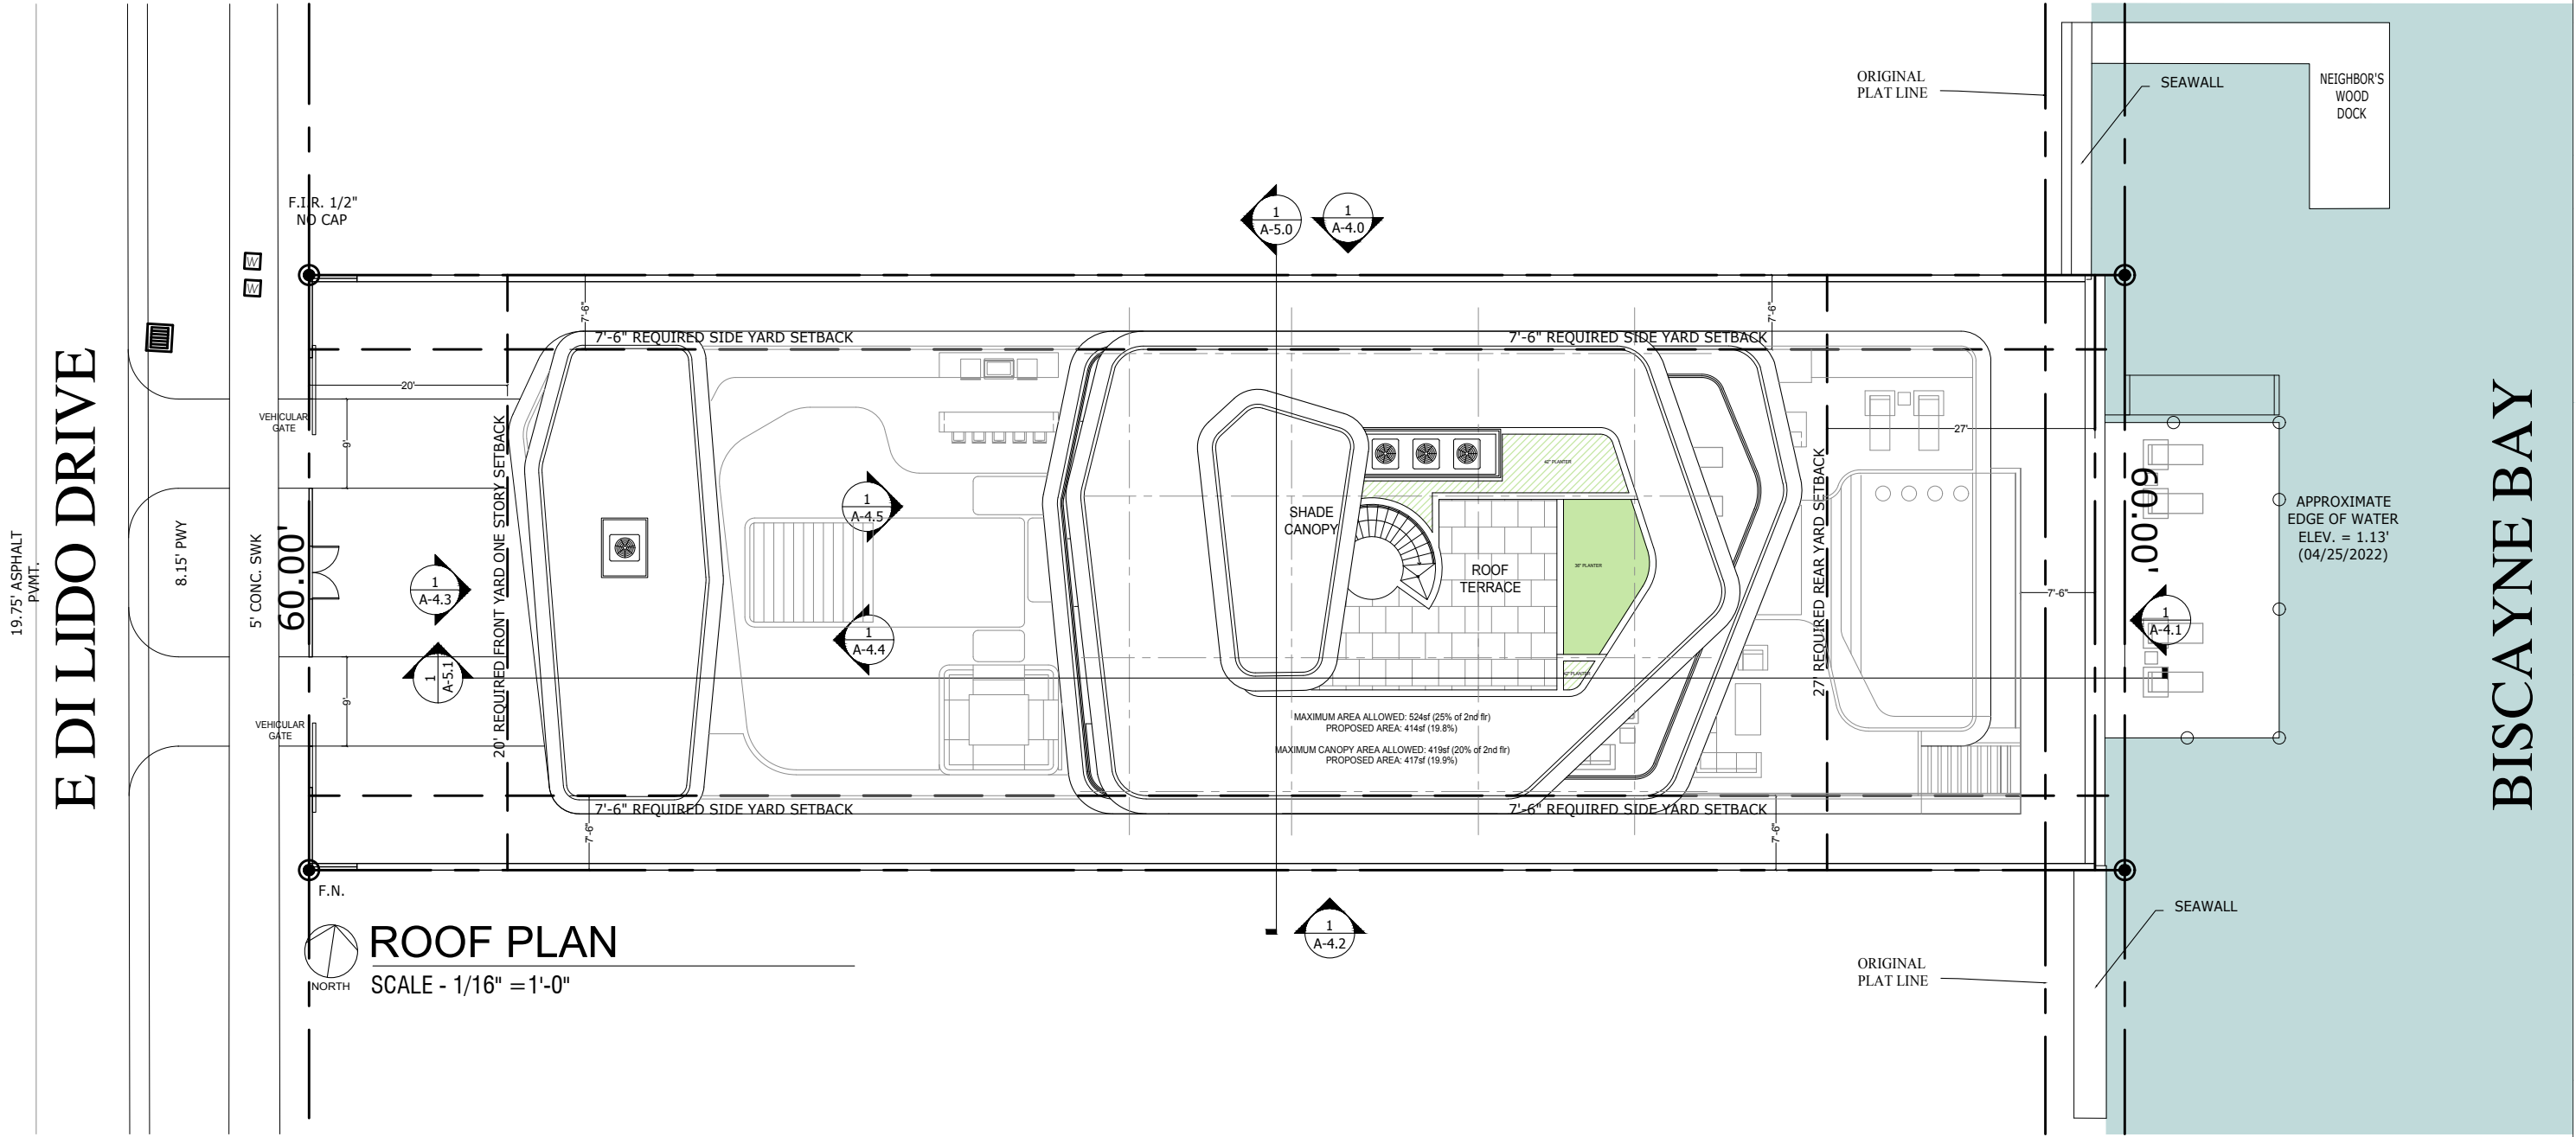 ORIGINAL
PLAT LINE
SEAWALL
NEIGHBOR'S
WOOD
DOCK
F.I.R. 1/2"
NO CAP
1
A-5.0
1
A-4.0
W
W
7'-6"
7'-6"
7'-6" REQUIRED SIDE YARD SETBACK
7'-6" REQUIRED SIDE YARD SETBACK
20'
VEHICULAR
GATE
9'
27'
E DI LIDO DRIVE
19.75' ASPHALT
PVMT.
8.15' PWY
5' CONC. SWK
60.00'
20' REQUIRED FRONT YARD ONE STORY SETBACK
1
A-4.3
1
A-5.1
1
A-4.5
1
A-4.4
SHADE
CANOPY
42" PLANTER
36" PLANTER
42" PLANTER
ROOF
TERRACE
27' REQUIRED REAR YARD SETBACK
7'-6"
60.00'
1
A-4.1
APPROXIMATE
EDGE OF WATER
ELEV. = 1.13'
(04/25/2022)
BISCAYNE BAY
9'
VEHICULAR
GATE
MAXIMUM AREA ALLOWED: 524sf (25% of 2nd flr)
PROPOSED AREA: 414sf (19.8%)
MAXIMUM CANOPY AREA ALLOWED: 419sf (20% of 2nd flr)
PROPOSED AREA: 417sf (19.9%)
7'-6" REQUIRED SIDE YARD SETBACK
7'-6" REQUIRED SIDE YARD SETBACK
7'-6"
7'-6"
F.N.
1
A-4.2
SEAWALL
ORIGINAL
PLAT LINE
NORTH
ROOF PLAN
SCALE - 1/16" =1'-0"